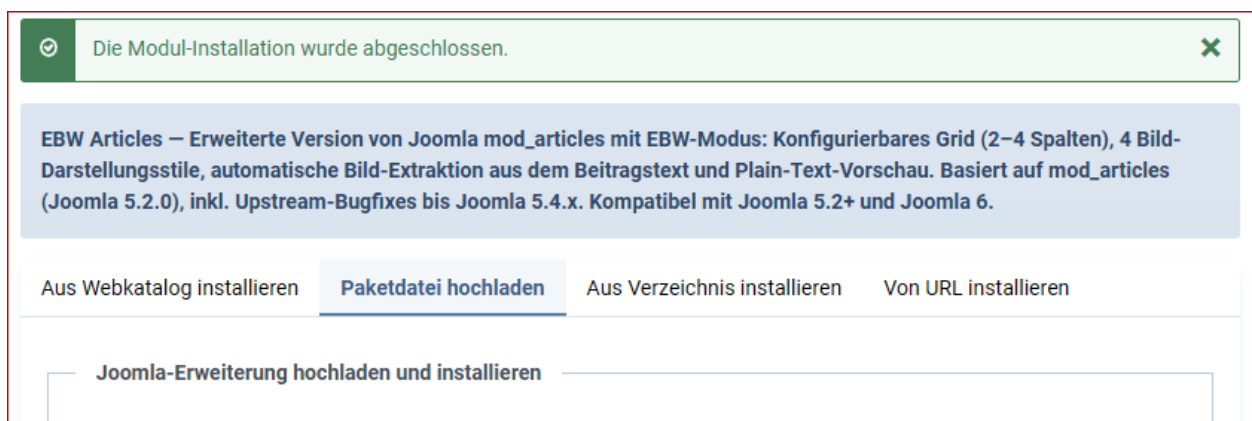 Die Modul-Installation wurde abgeschlossen.
EBW Articles — Erweiterte Version von Joomla mod_articles mit EBW-Modus: Konfigurierbares Grid (2–4 Spalten), 4 Bild-
Darstellungsstile, automatische Bild-Extraktion aus dem Beitragstext und Plain-Text-Vorschau. Basiert auf mod_articles
(Joomla 5.2.0), inkl. Upstream-Bugfixes bis Joomla 5.4.x. Kompatibel mit Joomla 5.2+ und Joomla 6.
Aus Webkatalog installieren Paketdatei hochladen Aus Verzeichnis installieren Von URL installieren
Joomla-Erweiterung hochladen und installieren